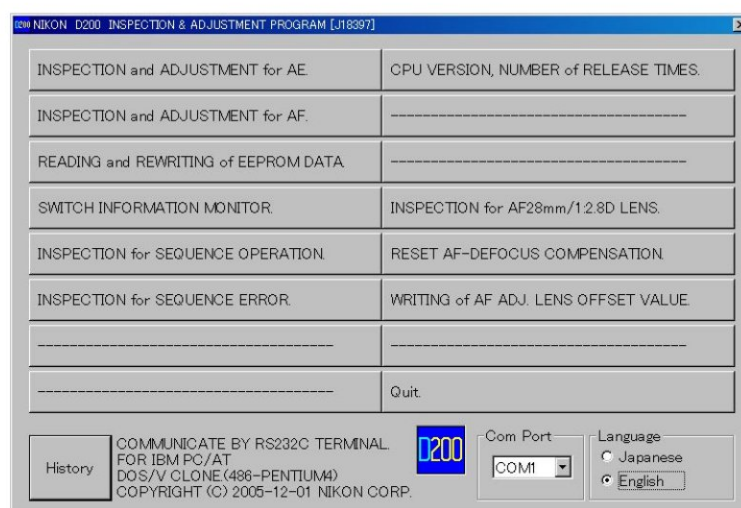 D200 NIKON D200 INSPECTION & ADJUSTMENT PROGRAM [J18397]
INSPECTION and ADJUSTMENT for AE.
CPU VERSION, NUMBER of RELEASE TIMES.
INSPECTION and ADJUSTMENT for AF.
-------------------------------------
READING and REWRITING of EEPROM DATA.
-------------------------------------
SWITCH INFORMATION MONITOR.
INSPECTION for AF28mm/1:2.8D LENS.
INSPECTION for SEQUENCE OPERATION.
RESET AF-DEFOCUS COMPENSATION.
INSPECTION for SEQUENCE ERROR.
WRITING of AF ADJ. LENS OFFSET VALUE.
-------------------------------------
-------------------------------------
-------------------------------------
Quit.
History
COMMUNICATE BY RS232C TERMINAL.
FOR IBM PC/AT
DOS/V CLONE.(486-PENTIUM4)
COPYRIGHT (C) 2005-12-01 NIKON CORP.
D200
Com Port
COM1
Language
Japanese
English